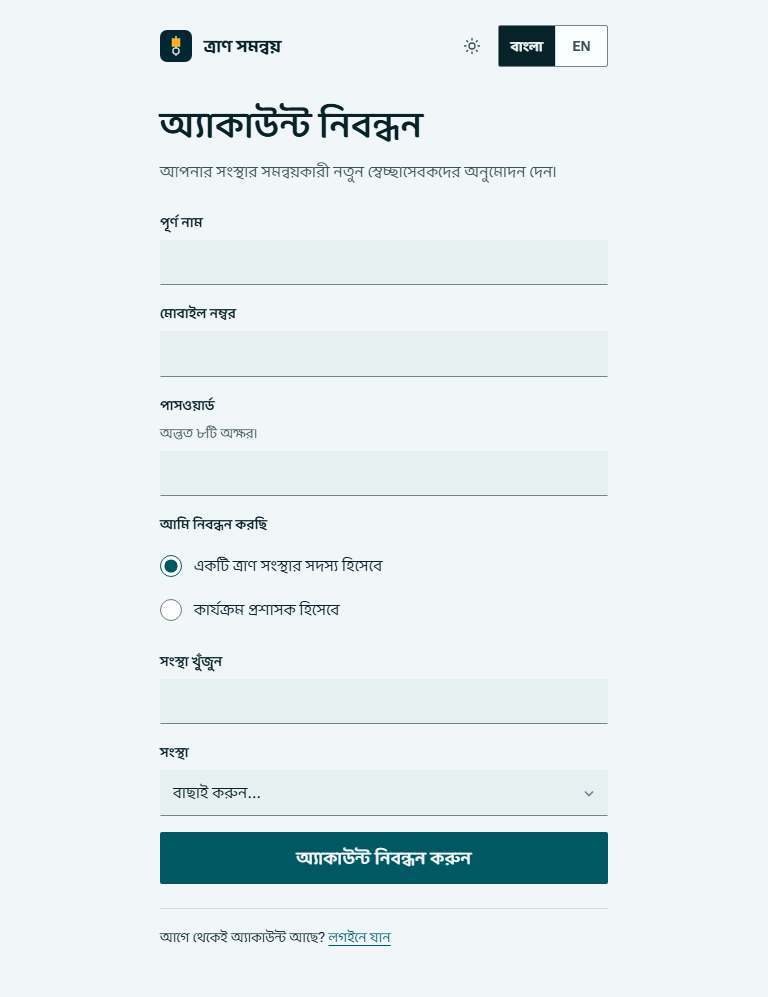 ত্রাণ সমন্বয়
বাংলা
EN
অ্যাকাউন্ট নিবন্ধন
আপনার সংস্থার সমন্বয়কারী নতুন স্বেচ্ছাসেবকদের অনুমোদন দেন।
পূর্ণ নাম
মোবাইল নম্বর
পাসওয়ার্ড
অন্তত ৮টি অক্ষর।
আমি নিবন্ধন করছি
একটি ত্রাণ সংস্থার সদস্য হিসেবে
কার্যক্রম প্রশাসক হিসেবে
সংস্থা খুঁজুন
সংস্থা
বাছাই করুন...
অ্যাকাউন্ট নিবন্ধন করুন
আগে থেকেই অ্যাকাউন্ট আছে? লগইনে যান